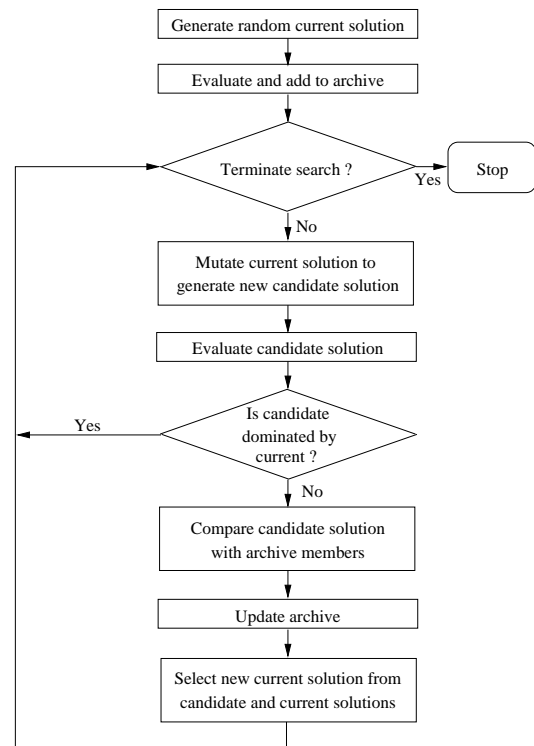 Generate random current solution
Evaluate and add to archive
Terminate search ?
Yes
Stop
No
Mutate current solution to
generate new candidate solution
Evaluate candidate solution
Is candidate
dominated by
current ?
Yes
No
Compare candidate solution
with archive members
Update archive
Select new current solution from
candidate and current solutions